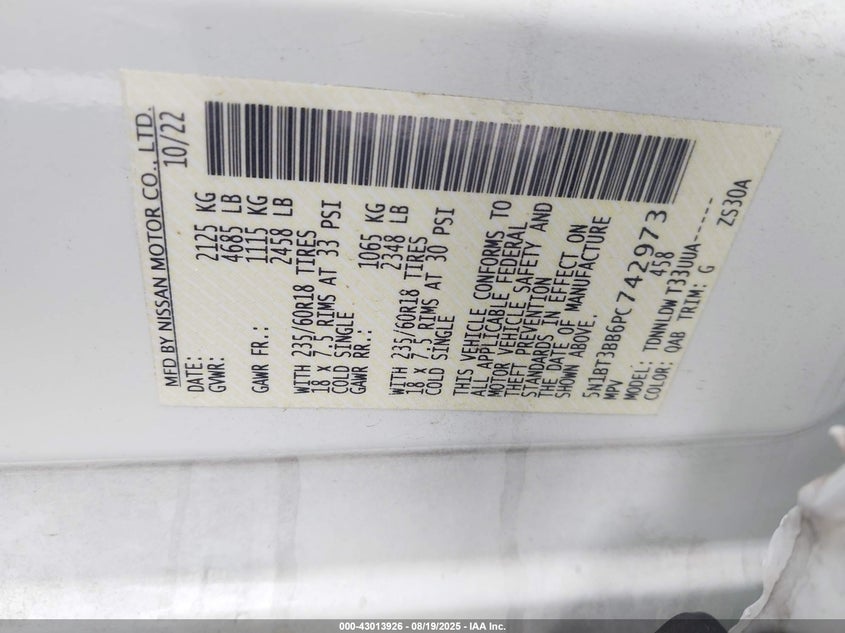 MFD BY NISSAN MOTOR CO., LTD.
DATE: 10/22
GVWR: 2125 KG
4685 LB
GAWR FR.: 1115 KG
2458 LB
WITH 235/60R18 TIRES
18 X 7.5 RIMS AT 33 PSI
COLD SINGLE
GAWR RR.: 1065 KG
2348 LB
WITH 235/60R18 TIRES
18 X 7.5 RIMS AT 30 PSI
COLD SINGLE
THIS VEHICLE CONFORMS TO
ALL APPLICABLE FEDERAL
MOTOR VEHICLE SAFETY AND
THEFT PREVENTION
STANDARDS IN EFFECT ON
THE DATE OF MANUFACTURE
SHOWN ABOVE.
5N1BT3BB6PC742973
MPV 458
MODEL: TDNNLDWT33UUA-----
COLOR: QAB TRIM: G ZS30A
000-43013926 - 08/19/2025 - IAA Inc.